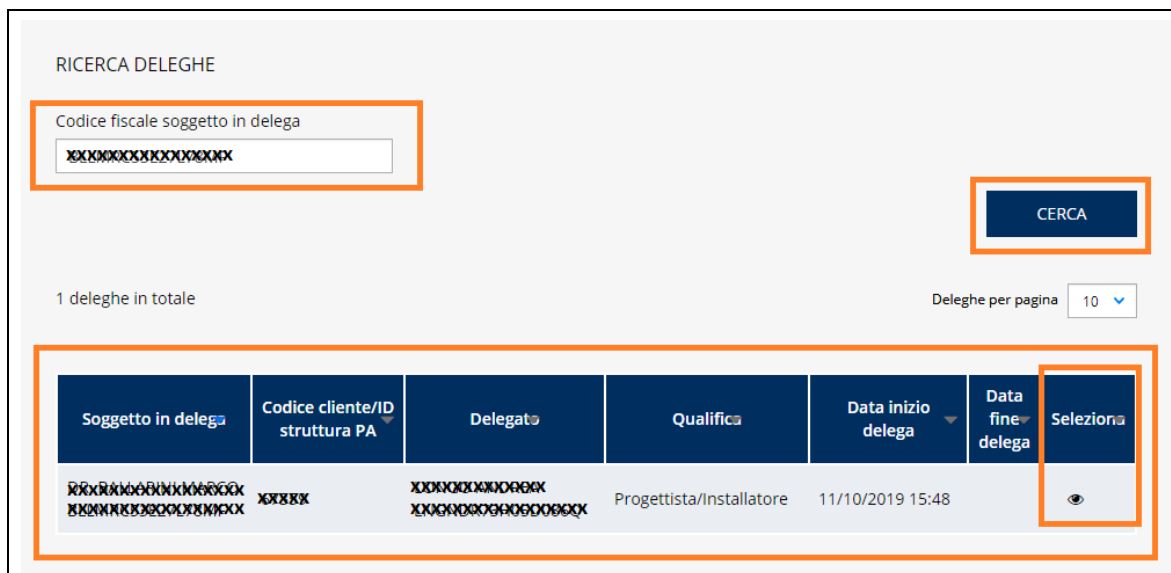 RICERCA DELEGHE
Codice fiscale soggetto in delega
XXXXXXXXXXXXXXXX
CERCA
1 deleghe in totale
Deleghe per pagina 10
Soggetto in delega
Codice cliente/ID struttura PA
Delegato
Qualifica
Data inizio delega
Data fine delega
Seleziona
Progettista/Installatore
11/10/2019 15:48